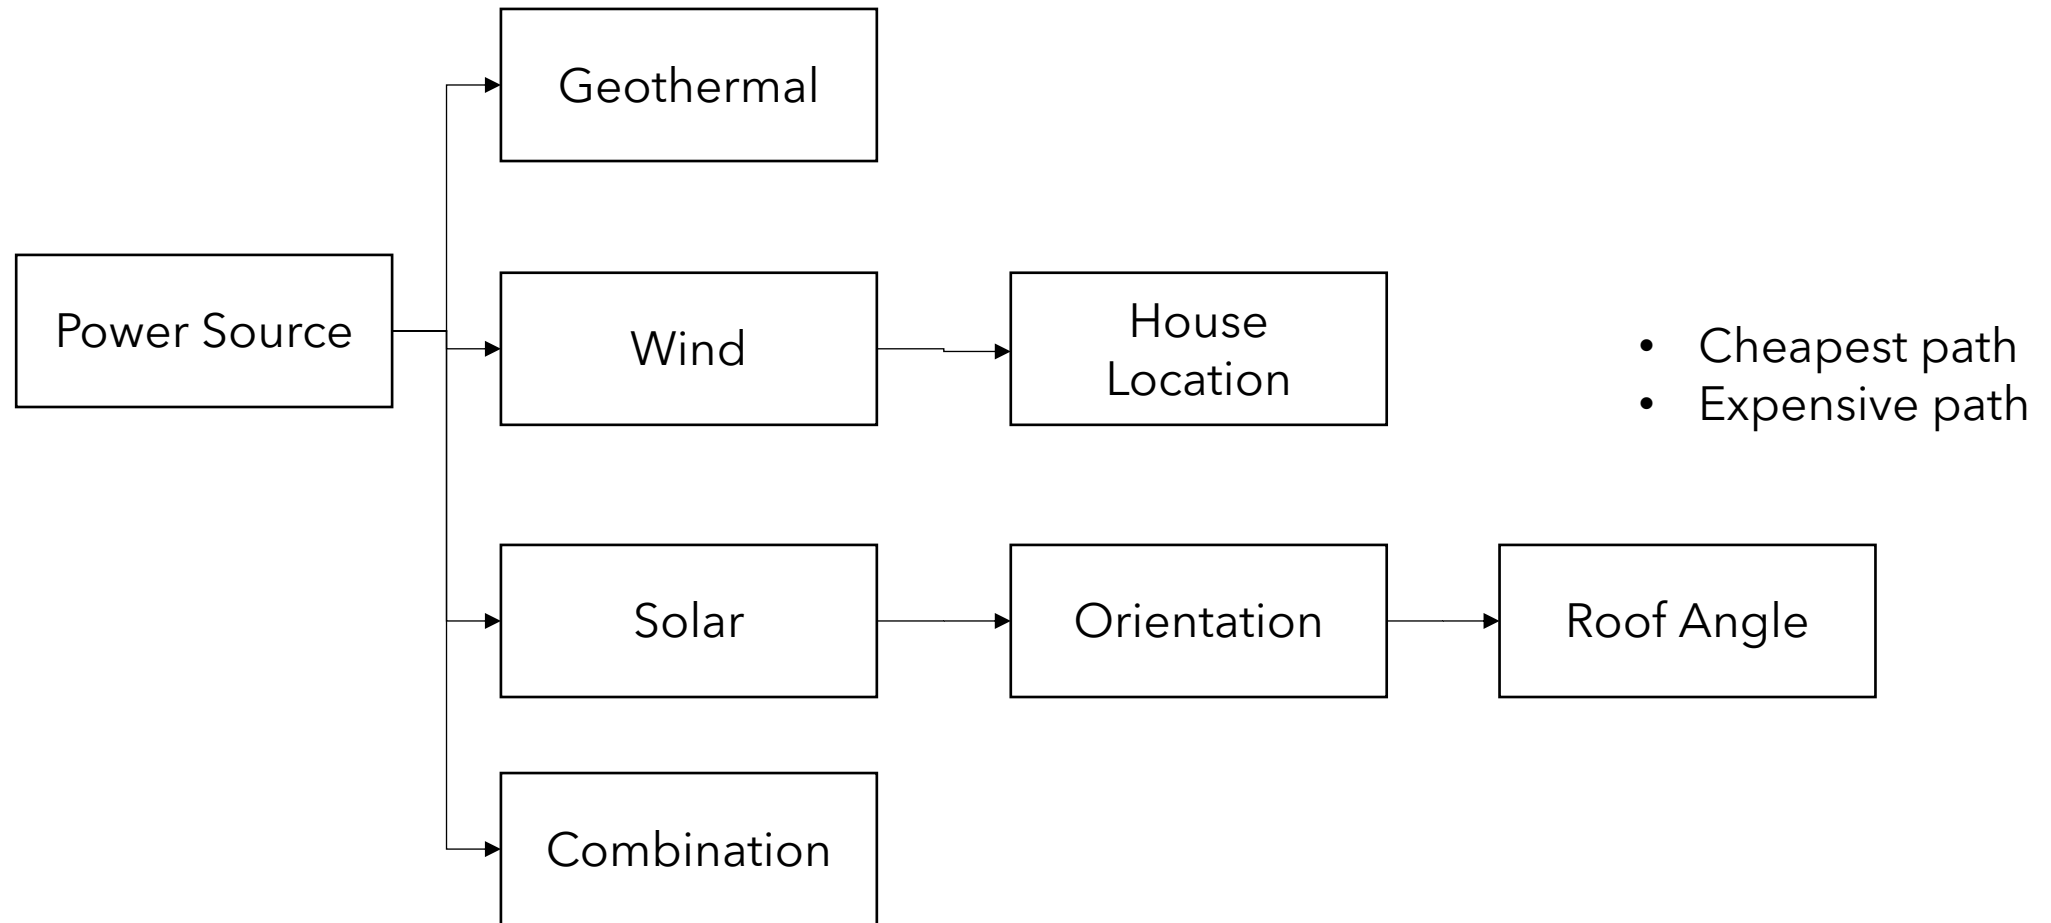 Geothermal
Power Source
Wind
House
Location
• Cheapest path
• Expensive path
Solar
Orientation
Roof Angle
Combination